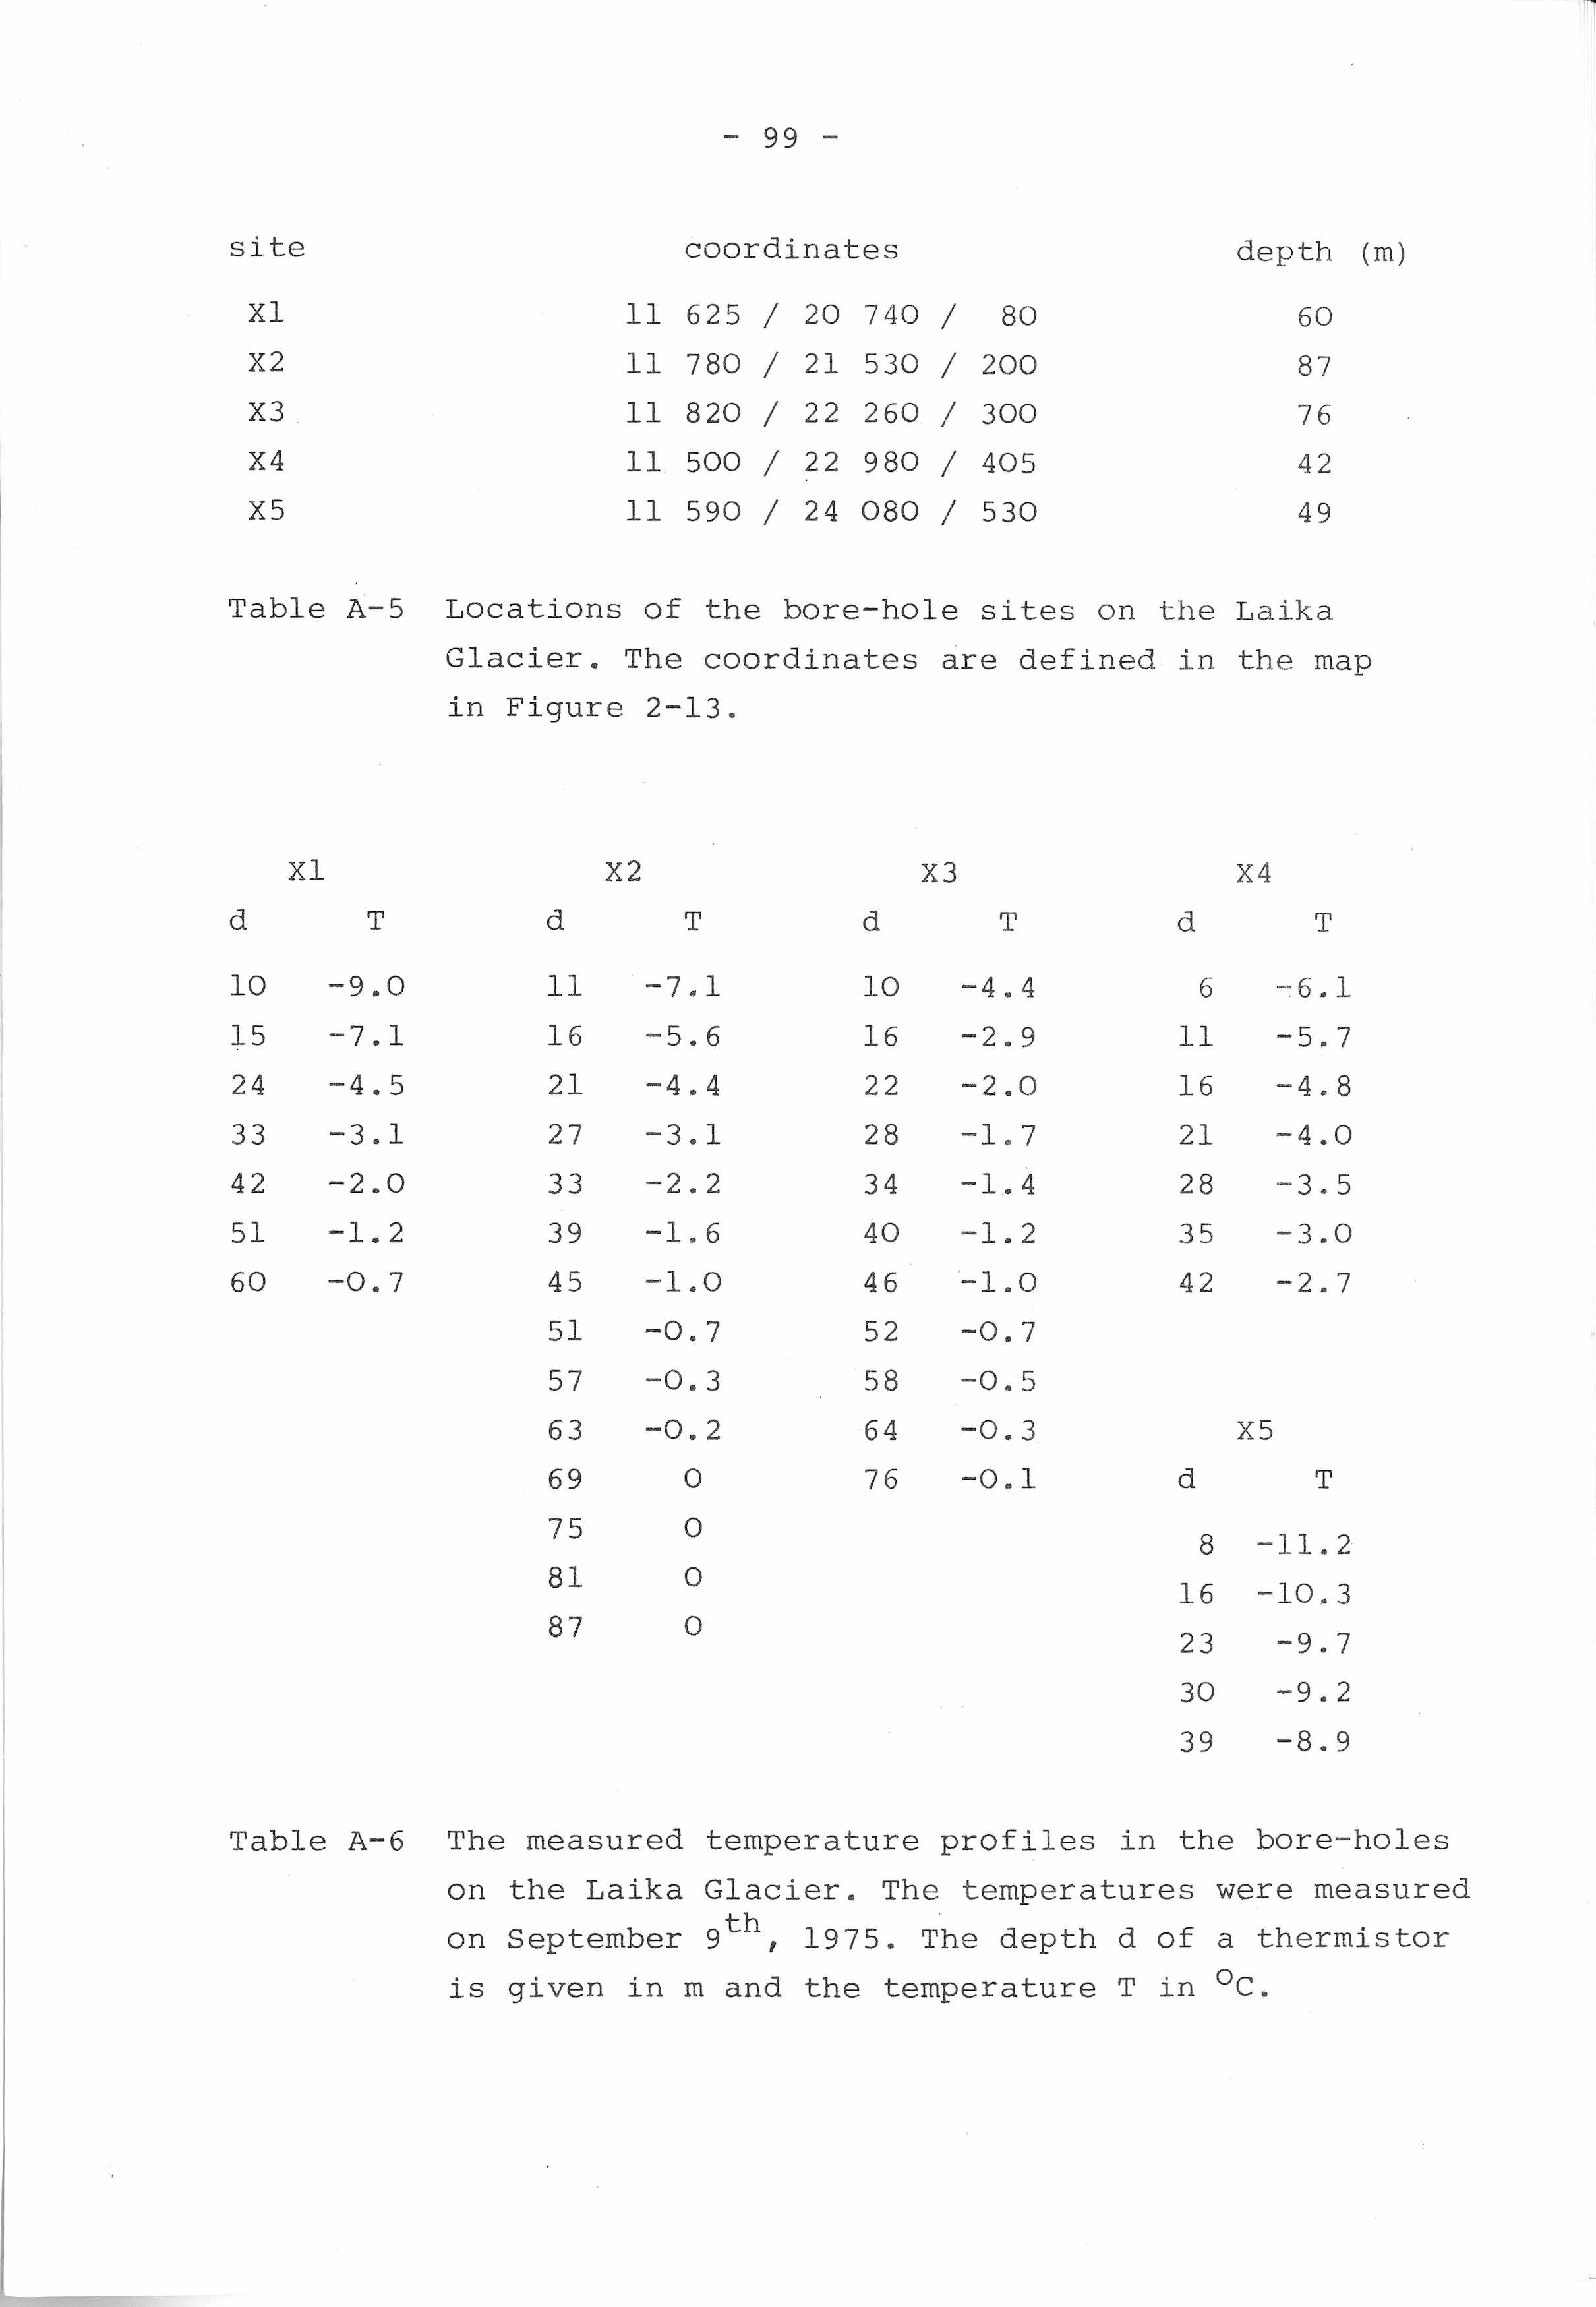 - 99 -
site coordinates depth (m)
X1 11 625 / 20 740 / 80 60
X2 11 780 / 21 530 / 200 87
X3 11 820 / 22 260 / 300 76
X4 11 500 / 22 980 / 405 42
X5 11 590 / 24 080 / 530 49
Table A-5 Locations of the bore-hole sites on the Laika
Glacier. The coordinates are defined in the map
in Figure 2-13.
X1 X2 X3 X4
d T d T d T d T
10 -9.0 11 -7.1 10 -4.4 6 -6.1
15 -7.1 16 -5.6 16 -2.9 11 -5.7
24 -4.5 21 -4.4 22 -2.0 16 -4.8
33 -3.1 27 -3.1 28 -1.7 21 -4.0
42 -2.0 33 -2.2 34 -1.4 28 -3.5
51 -1.2 39 -1.6 40 -1.2 35 -3.0
60 -0.7 45 -1.0 46 -1.0 42 -2.7
51 -0.7 52 -0.7
57 -0.3 58 -0.5
63 -0.2 64 -0.3 X5
69 0 76 -0.1 d T
75 0
8 -11.2
81 0
16 -10.3
87 0
23 -9.7
30 -9.2
39 -8.9
Table A-6 The measured temperature profiles in the bore-holes
on the Laika Glacier. The temperatures were measured
on September 9th, 1975. The depth d of a thermistor
is given in m and the temperature T in °C.